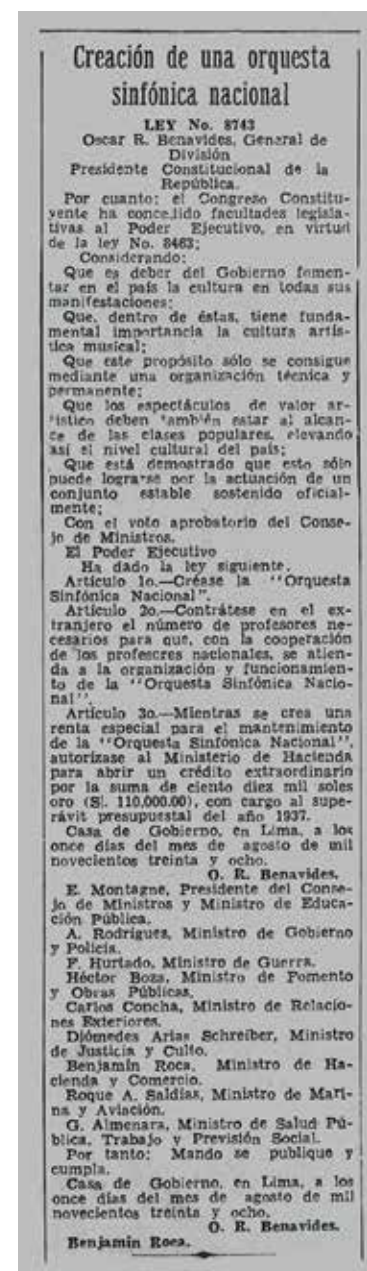 Creación de una orquesta
sinfónica nacional
LEY No. 8743
Oscar R. Benavides, General de
División
Presidente Constitucional de la
República.
Por cuanto: el Congreso Constitu-
yente ha concedido facultades legisla-
tivas al Poder Ejecutivo, en virtud
de la ley No. 8463;
Considerando:
Que es deber del Gobierno fomen-
tar en el país la cultura en todas sus
manifestaciones;
Que, dentro de éstas, tiene funda-
mental importancia la cultura artís-
tica musical;
Que este propósito sólo se consigue
mediante una organización técnica y
permanente;
Que los espectáculos de valor ar-
tístico deben también estar al alcan-
ce de las clases populares, elevando
así el nivel cultural del país;
Que está demostrado que esto sólo
puede lograrse por la actuación de un
conjunto estable sostenido oficial-
mente;
Con el voto aprobatorio del Conse-
jo de Ministros.
El Poder Ejecutivo
Ha dado la ley siguiente.
Artículo 1o.—Créase la "Orquesta
Sinfónica Nacional".
Artículo 2o.—Contrátese en el ex-
tranjero el número de profesores ne-
cesarios para que, con la cooperación
de los profesores nacionales, se atien-
da a la organización y funcionamien-
to de la "Orquesta Sinfónica Nacio-
nal".
Artículo 3o.—Mientras se crea una
renta especial para el mantenimiento
de la "Orquesta Sinfónica Nacional",
autorízase al Ministerio de Hacienda
para abrir un crédito extraordinario
por la suma de ciento diez mil soles
oro (S|. 110,000.00), con cargo al supe-
rávit presupuestal del año 1937.
Casa de Gobierno, en Lima, a los
once días del mes de agosto de mil
novecientos treinta y ocho.
O. R. Benavides.
E. Montagne, Presidente del Conse-
jo de Ministros y Ministro de Educa-
ción Pública.
A. Rodríguez, Ministro de Gobierno
y Policía.
F. Hurtado, Ministro de Guerra.
Héctor Boza, Ministro de Fomento
y Obras Públicas.
Carlos Concha, Ministro de Relacio-
nes Exteriores.
Diómedes Arias Schreiber, Ministro
de Justicia y Culto.
Benjamín Roca, Ministro de Ha-
cienda y Comercio.
Roque A. Saldías, Ministro de Mari-
na y Aviación.
G. Almenara, Ministro de Salud Pú-
blica, Trabajo y Previsión Social.
Por tanto: Mando se publique y
cumpla.
Casa de Gobierno, en Lima, a los
once días del mes de agosto de mil
novecientos treinta y ocho.
O. R. Benavides.
Benjamín Roca.